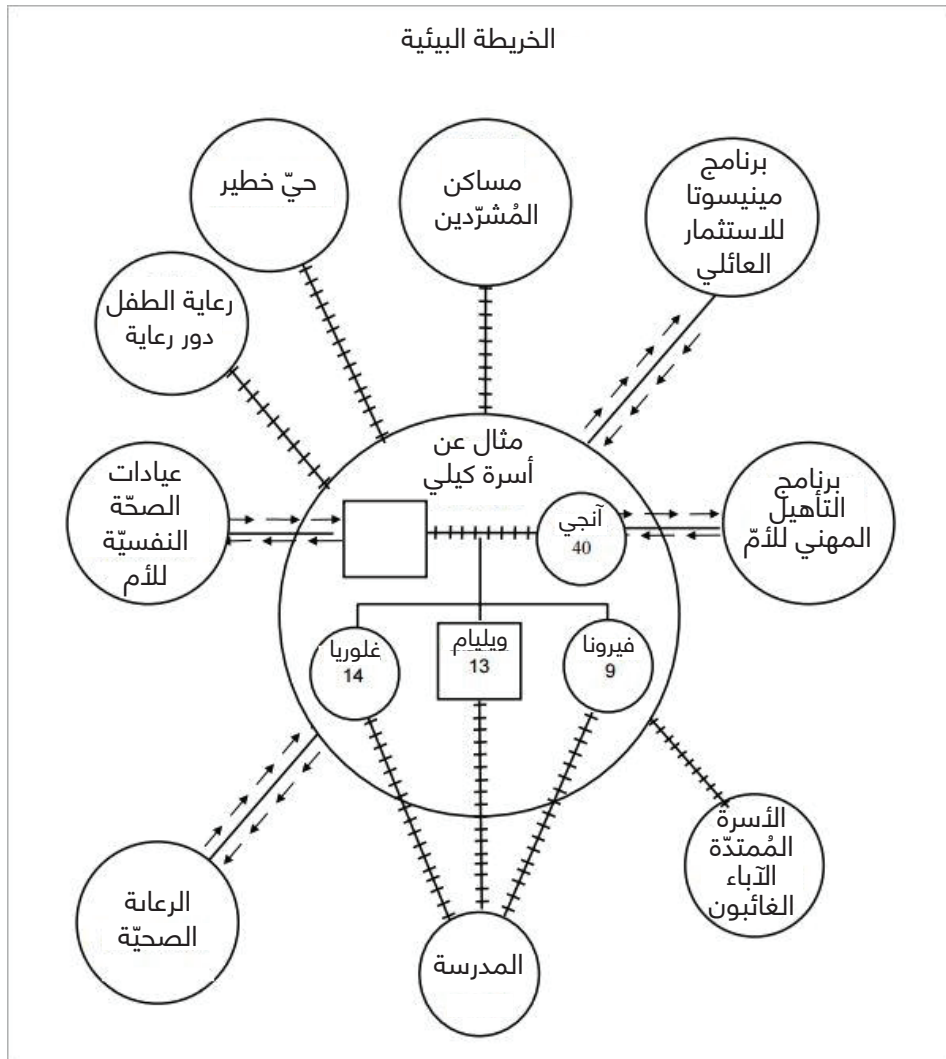 الخريطة البيئية
برنامج
مينيسوتا
للاستثمار
العائلي
مساكن
المُشرّدين
حيّ خطير
رعاية الطفل
دور رعاية
مثال عن
أسرة كيلي
برنامج
التأهيل
المهني للأمّ
آنجي
40
عيادات
الصحّة
النفسيّة
للأم
فيرونا
9
ويليام
13
غلوريا
14
الأسرة
المُمتدّة
الآباء
الغائبون
المدرسة
الرعاىة
الصحيّة